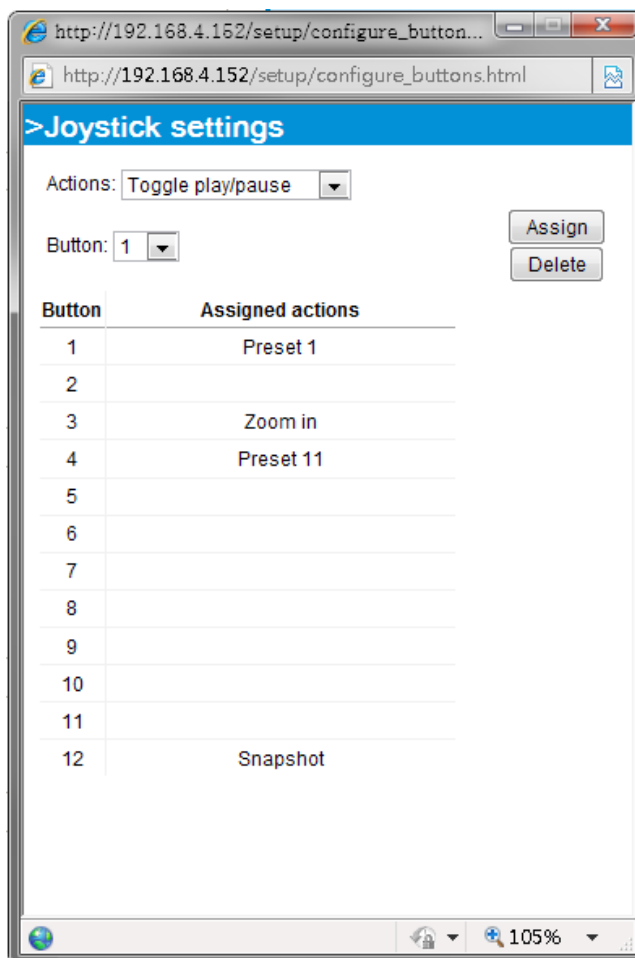 http://192.168.4.152/setup/configure_button...
http://192.168.4.152/setup/configure_buttons.html
>Joystick settings
Actions: Toggle play/pause
Button: 1
Assign
Delete
Button Assigned actions
1 Preset 1
2
3 Zoom in
4 Preset 11
5
6
7
8
9
10
11
12 Snapshot
105%